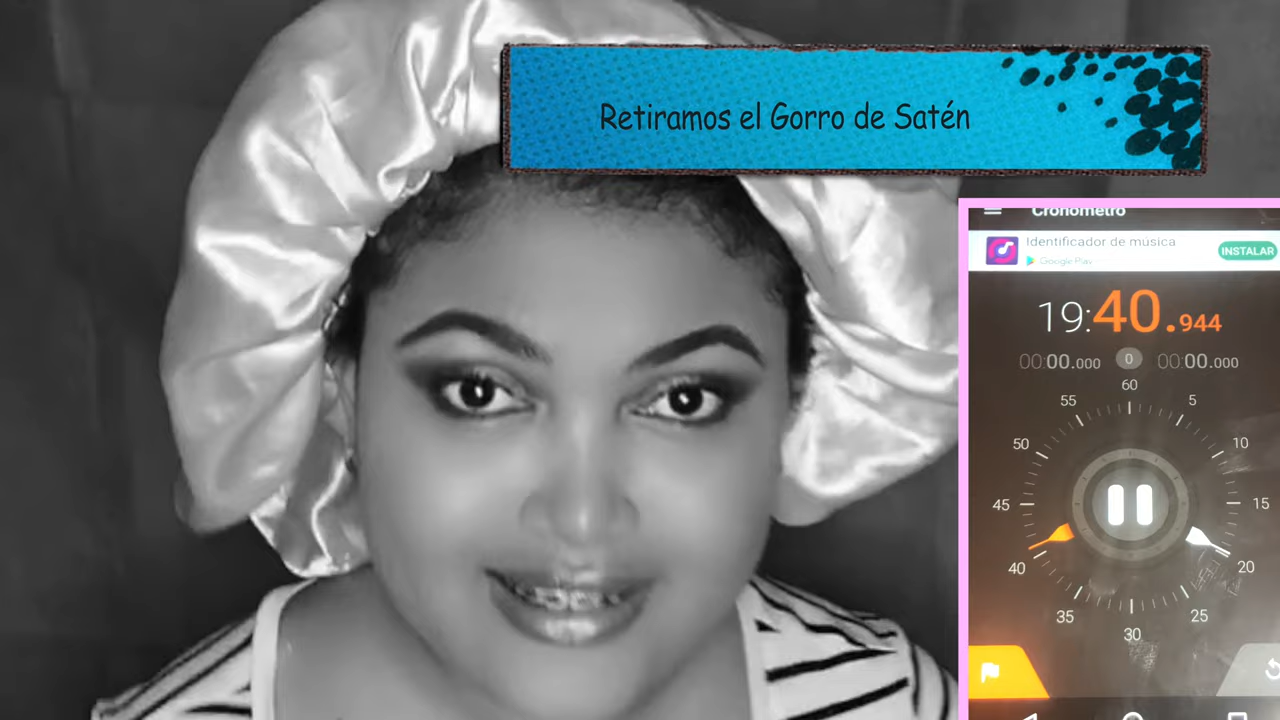 Retiramos el Gorro de Satén
Cronómetro
Identificador de música
Google Play
INSTALAR
19:40.944
00:00.000 0 00:00.000
60
55 5
50 10
45 15
40 20
35 25
30